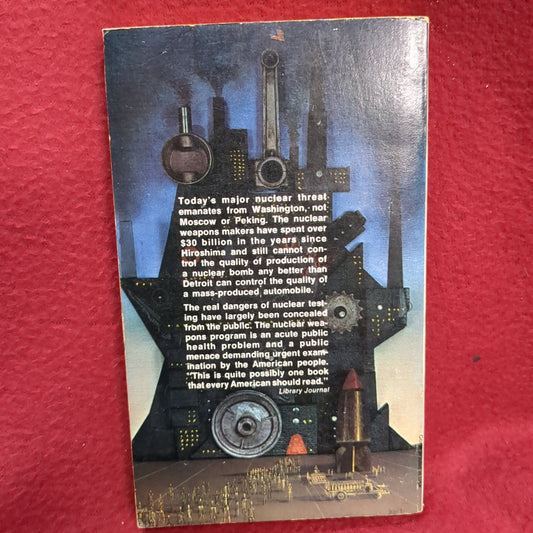 Today's major nuclear threat
emanates from Washington, not
Moscow or Peking. The nuclear
weapons makers have spent over
$30 billion in the years since
Hiroshima and still cannot con-
trol the quality of production of
a nuclear bomb any better than
Detroit can control the quality of
a mass-produced automobile.
The real dangers of nuclear test-
ing have largely been concealed
from the public. The nuclear wea-
pons program is an acute public
health problem and a public
menace demanding urgent exam-
ination by the American people.
"This is quite possibly one book
that every American should read."
Library Journal